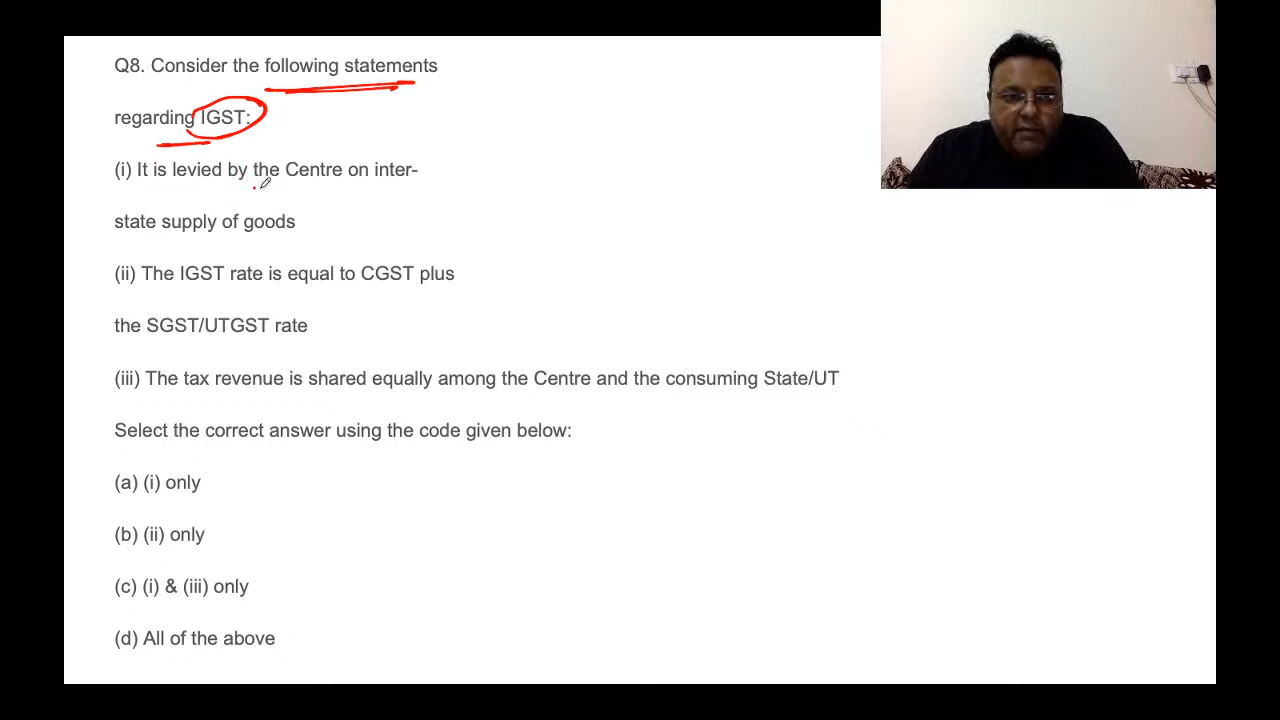 Q8. Consider the following statements
regarding IGST:
(i) It is levied by the Centre on inter-
state supply of goods
(ii) The IGST rate is equal to CGST plus
the SGST/UTGST rate
(iii) The tax revenue is shared equally among the Centre and the consuming State/UT
Select the correct answer using the code given below:
(a) (i) only
(b) (ii) only
(c) (i) & (iii) only
(d) All of the above